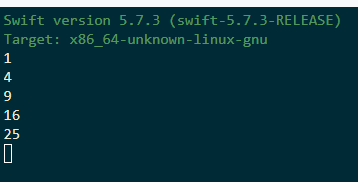 Swift version 5.7.3 (swift-5.7.3-RELEASE)
Target: x86_64-unknown-linux-gnu
1
4
9
16
25